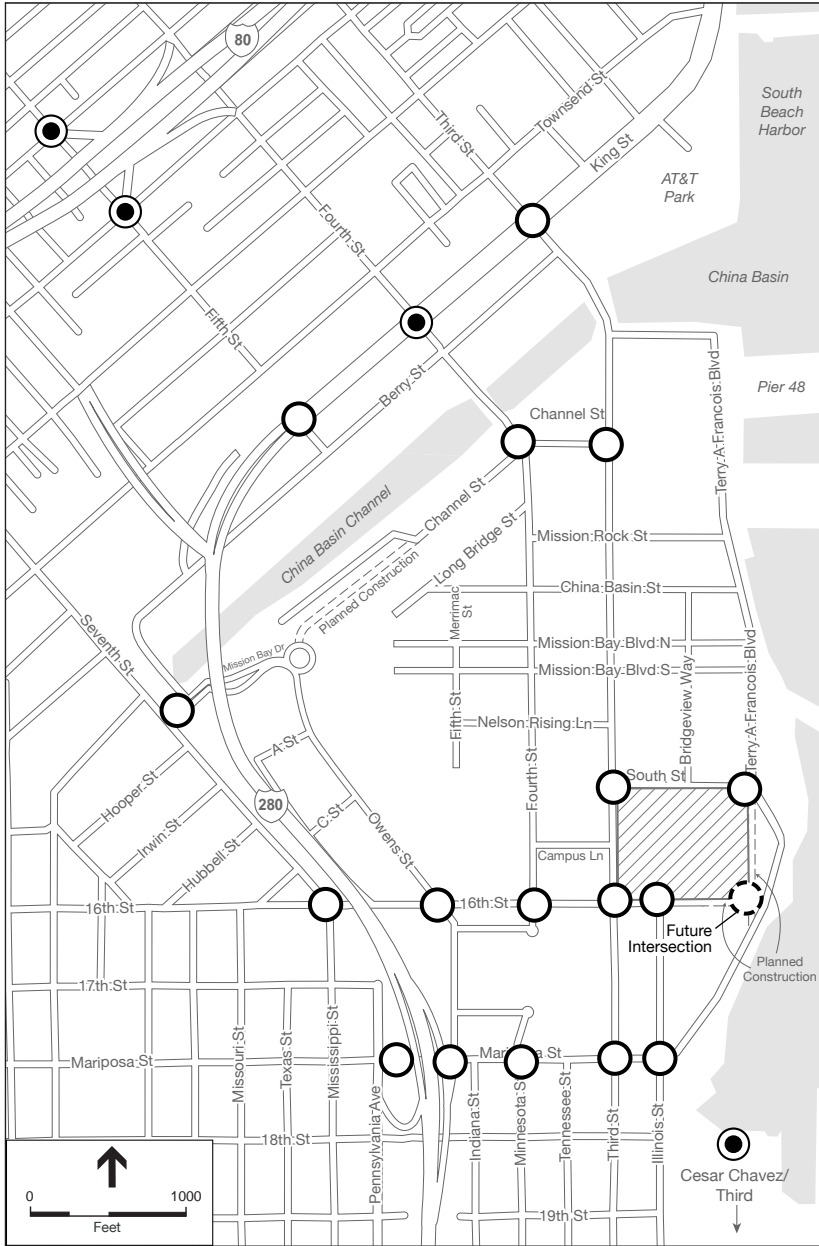 80
South
Beach
Harbor
Townsend St
Third St
King St
AT&T
Park
Fourth St
China Basin
Fifth St
Berry St
Terry A Francois Blvd
Pier 48
Channel St
China Basin Channel
Channel St
Long Bridge St
Mission Rock St
Planned Construction
China Basin St
Merrimac
St
Seventh St
Mission Bay Dr
Mission Bay Blvd N
Mission Bay Blvd S
Bridgeview Way
Terry A Francois Blvd
Fifth St
Nelson Rising Ln
A St
Fourth St
South St
Hooper St
280
C St
Irwin St
Owens St
Hubbell St
Campus Ln
16th St
16th St
Future
Intersection
Planned
Construction
17th St
Missouri St
Texas St
Mississippi St
Mariposa St
Mari a St
Pennsylvania Ave
Indiana St
Minnesota S
Tennessee St
Third St
Illinois St
18th St
Cesar Chavez/
Third
0 1000
Feet
19th St